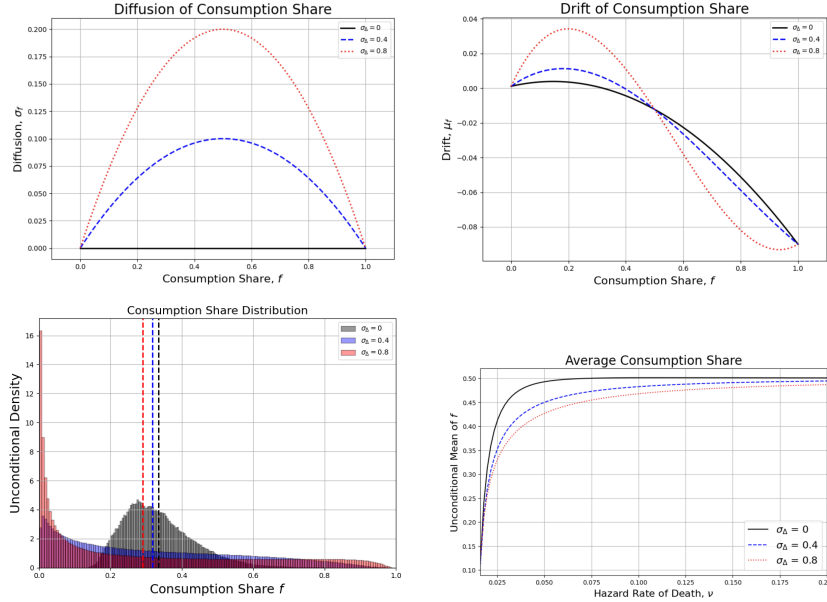 Diffusion of Consumption Share
σΔ = 0
σΔ = 0.4
σΔ = 0.8
0.200
0.175
0.150
0.125
0.100
0.075
0.050
0.025
0.000
Diffusion, σf
0.0 0.2 0.4 0.6 0.8 1.0
Consumption Share, f
Drift of Consumption Share
σΔ = 0
σΔ = 0.4
σΔ = 0.8
0.04
0.02
0.00
−0.02
−0.04
−0.06
−0.08
Drift, μf
0.0 0.2 0.4 0.6 0.8 1.0
Consumption Share, f
Consumption Share Distribution
σΔ = 0
σΔ = 0.4
σΔ = 0.8
16
14
12
10
8
6
4
2
0
Unconditional Density
0.0 0.2 0.4 0.6 0.8 1.0
Consumption Share f
Average Consumption Share
0.50
0.45
0.40
0.35
0.30
0.25
0.20
0.15
0.10
Unconditional Mean of f
σΔ = 0
σΔ = 0.4
σΔ = 0.8
0.025 0.050 0.075 0.100 0.125 0.150 0.175
Hazard Rate of Death, ν